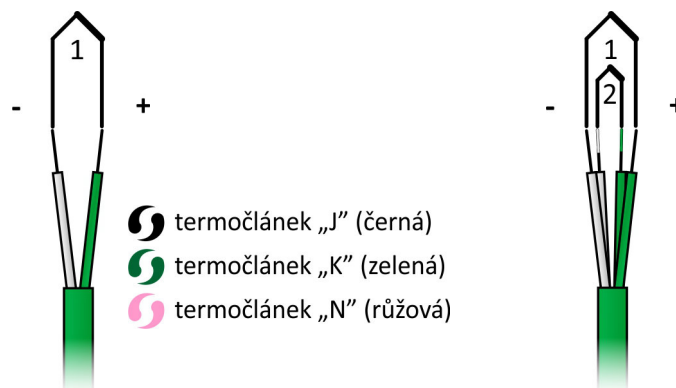 1
- +
termočlánek „J” (černá)
termočlánek „K” (zelená)
termočlánek „N” (růžová)
1
2
- +